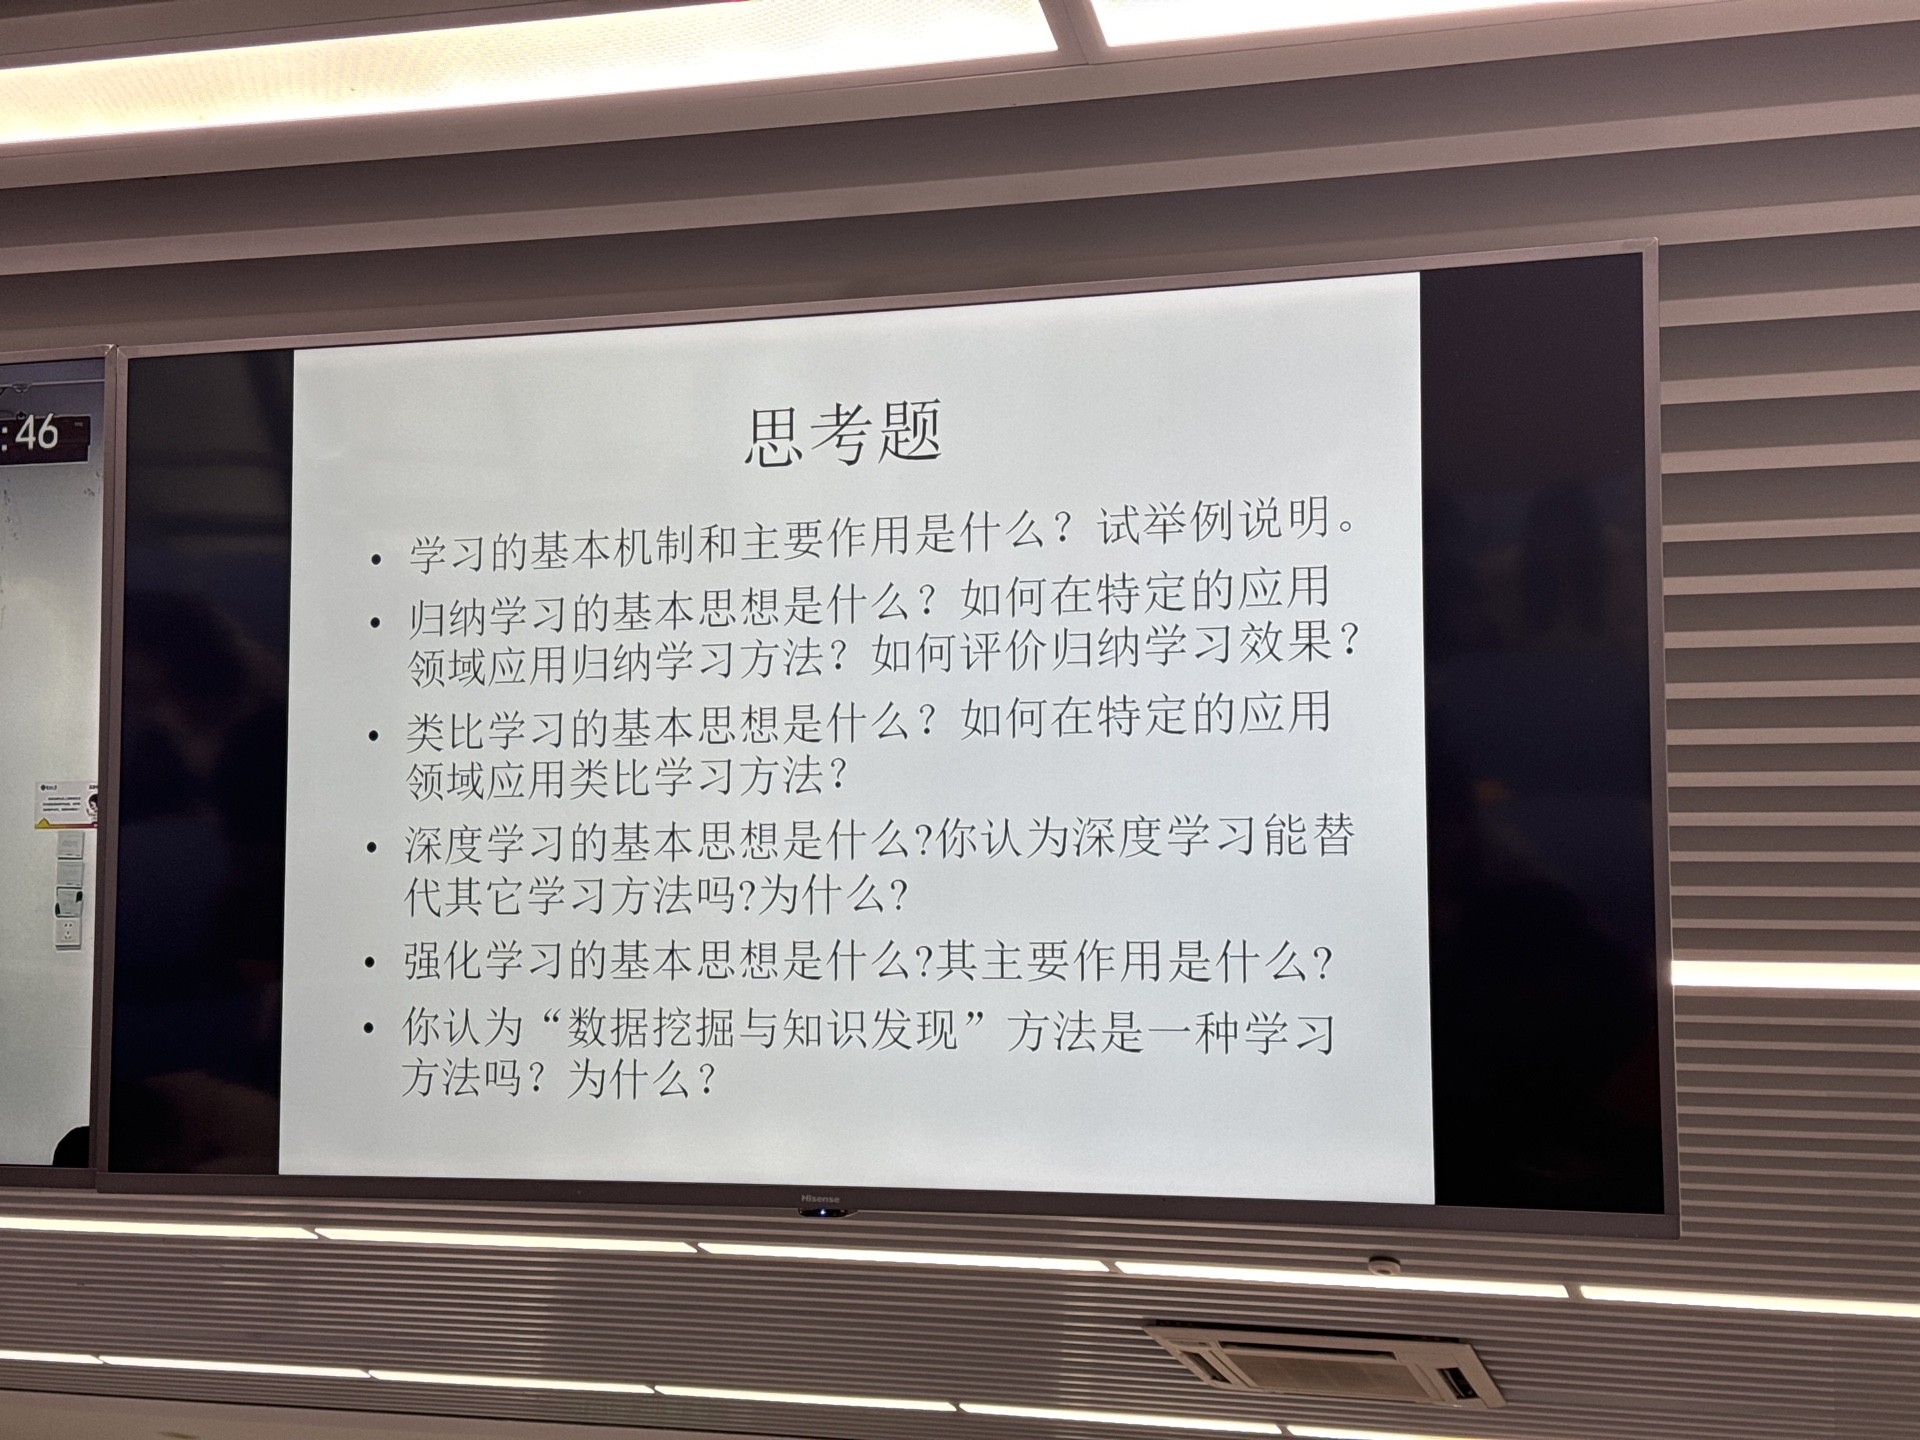 :46
思考题
• 学习的基本机制和主要作用是什么？试举例说明。
• 归纳学习的基本思想是什么？如何在特定的应用
领域应用归纳学习方法？如何评价归纳学习效果？
• 类比学习的基本思想是什么？如何在特定的应用
领域应用类比学习方法？
• 深度学习的基本思想是什么?你认为深度学习能替
代其它学习方法吗?为什么?
• 强化学习的基本思想是什么?其主要作用是什么?
• 你认为“数据挖掘与知识发现”方法是一种学习
方法吗？为什么？
Hisense